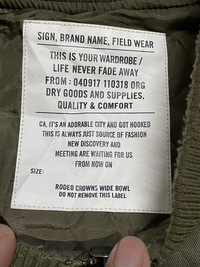 SIGN, BRAND NAME, FIELD WEAR
THIS IS YOUR WARDROBE /
LIFE NEVER FADE AWAY
FROM : 040917 110318 ORG
DRY GOODS AND SUPPLIES.
QUALITY & COMFORT
CA, IT'S AN ADORABLE CITY AND GOT HOOKED
THIS IS ALWAYS JUST SOURCE OF FASHION
NEW DISCOVERY AND
MEETING ARE WAITING FOR US
FROM NOW ON
SIZE:
RODEO CROWNS WIDE BOWL
DO NOT REMOVE THIS LABEL